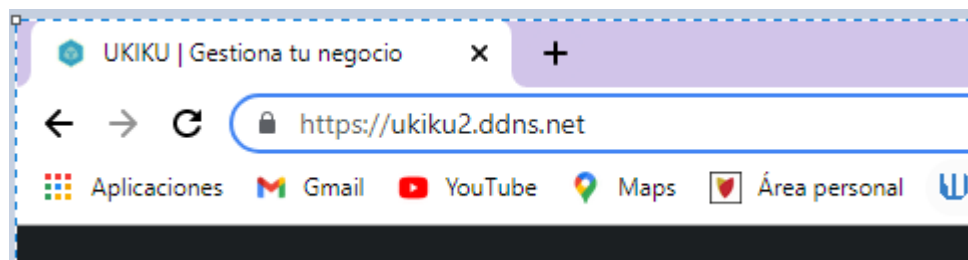 UKIKU | Gestiona tu negocio
https://ukiku2.ddns.net
Aplicaciones Gmail YouTube Maps Área personal